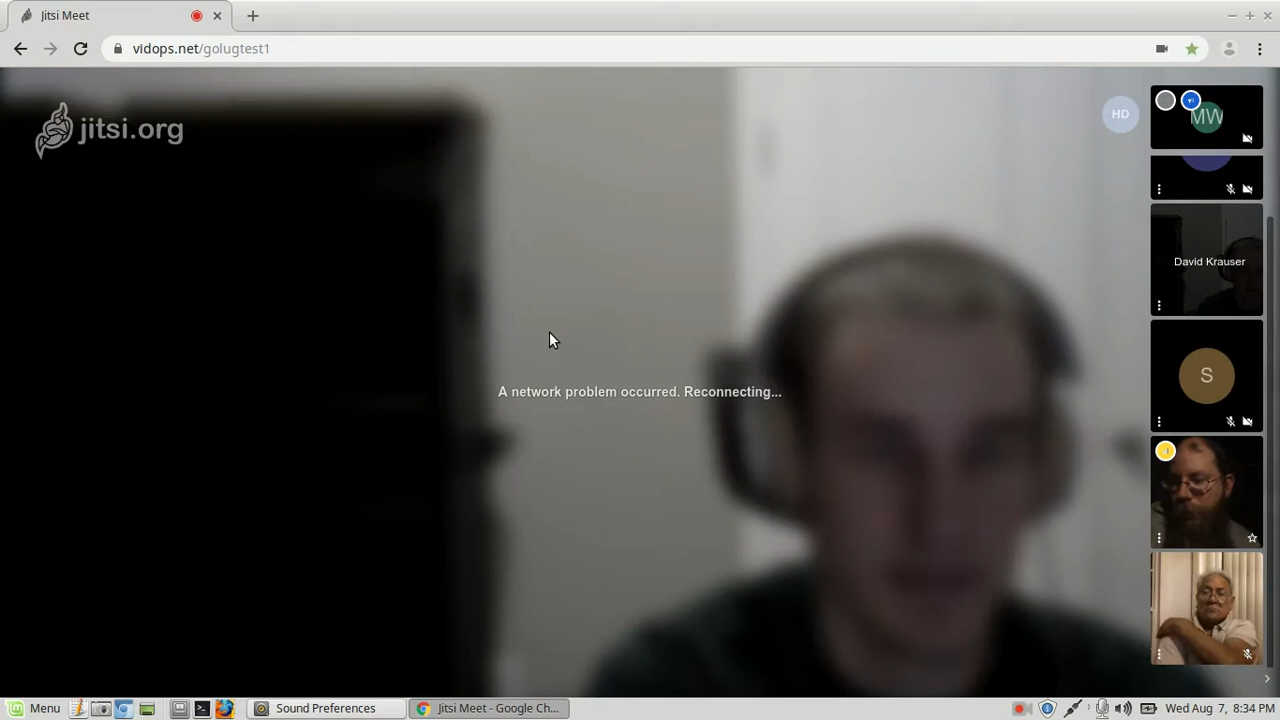 Jitsi Meet
vidops.net/golugtest1
jitsi.org
HD
MW
David Krauser
A network problem occurred. Reconnecting...
S
Menu
Sound Preferences
Jitsi Meet - Google Ch...
Wed Aug 7, 8:34 PM